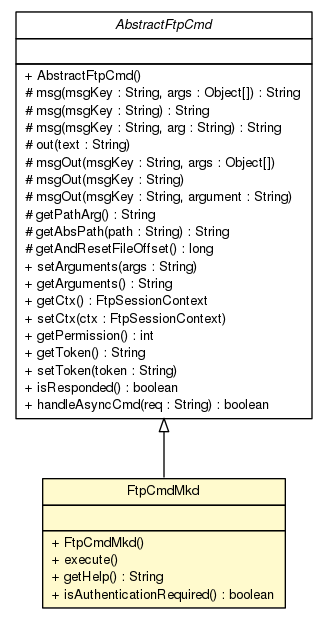 AbstractFtpCmd
+ AbstractFtpCmd()
# msg(msgKey : String, args : Object[]) : String
# msg(msgKey : String) : String
# msg(msgKey : String, arg : String) : String
# out(text : String)
# msgOut(msgKey : String, args : Object[])
# msgOut(msgKey : String)
# msgOut(msgKey : String, argument : String)
# getPathArg() : String
# getAbsPath(path : String) : String
# getAndResetFileOffset() : long
+ setArguments(args : String)
+ getArguments() : String
+ getCtx() : FtpSessionContext
+ setCtx(ctx : FtpSessionContext)
+ getPermission() : int
+ getToken() : String
+ setToken(token : String)
+ isResponded() : boolean
+ handleAsyncCmd(req : String) : boolean
FtpCmdMkd
+ FtpCmdMkd()
+ execute()
+ getHelp() : String
+ isAuthenticationRequired() : boolean